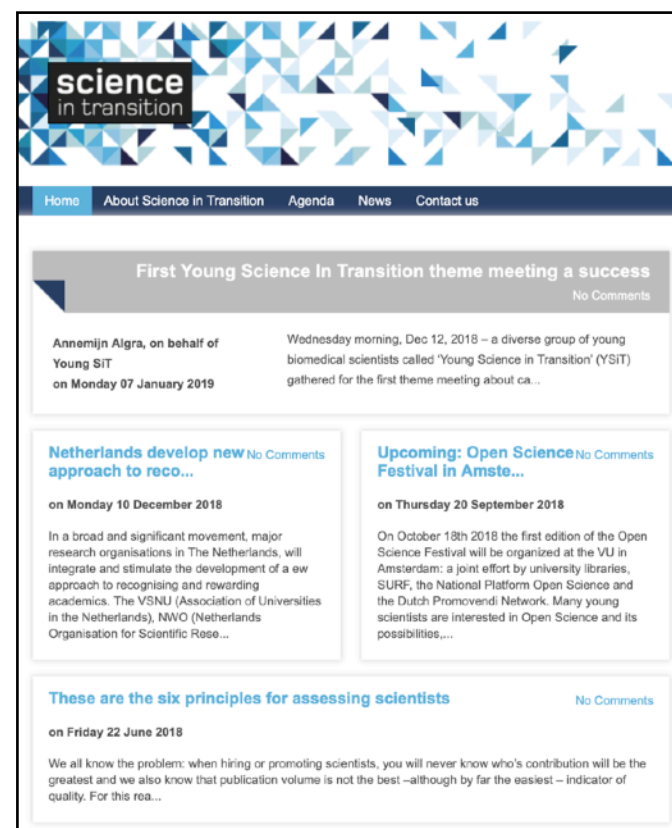 science
in transition
Home About Science in Transition Agenda News Contact us
First Young Science In Transition theme meeting a success
No Comments
Annemijn Algra, on behalf of
Young SiT
on Monday 07 January 2019
Wednesday morning, Dec 12, 2018 – a diverse group of young
biomedical scientists called ‘Young Science in Transition’ (YSiT)
gathered for the first theme meeting about ca...
Netherlands develop new No Comments
approach to reco...
on Monday 10 December 2018
In a broad and significant movement, major
research organisations in The Netherlands, will
integrate and stimulate the development of a ew
approach to recognising and rewarding
academics. The VSNU (Association of Universities
in the Netherlands), NWO (Netherlands
Organisation for Scientific Rese...
Upcoming: Open Science No Comments
Festival in Amste...
on Thursday 20 September 2018
On October 18th 2018 the first edition of the Open
Science Festival will be organized at the VU in
Amsterdam: a joint effort by university libraries,
SURF, the National Platform Open Science and
the Dutch Promovendi Network. Many young
scientists are interested in Open Science and its
possibilities,...
These are the six principles for assessing scientists No Comments
on Friday 22 June 2018
We all know the problem: when hiring or promoting scientists, you will never know who's contribution will be the
greatest and we also know that publication volume is not the best –although by far the easiest – indicator of
quality. For this rea...